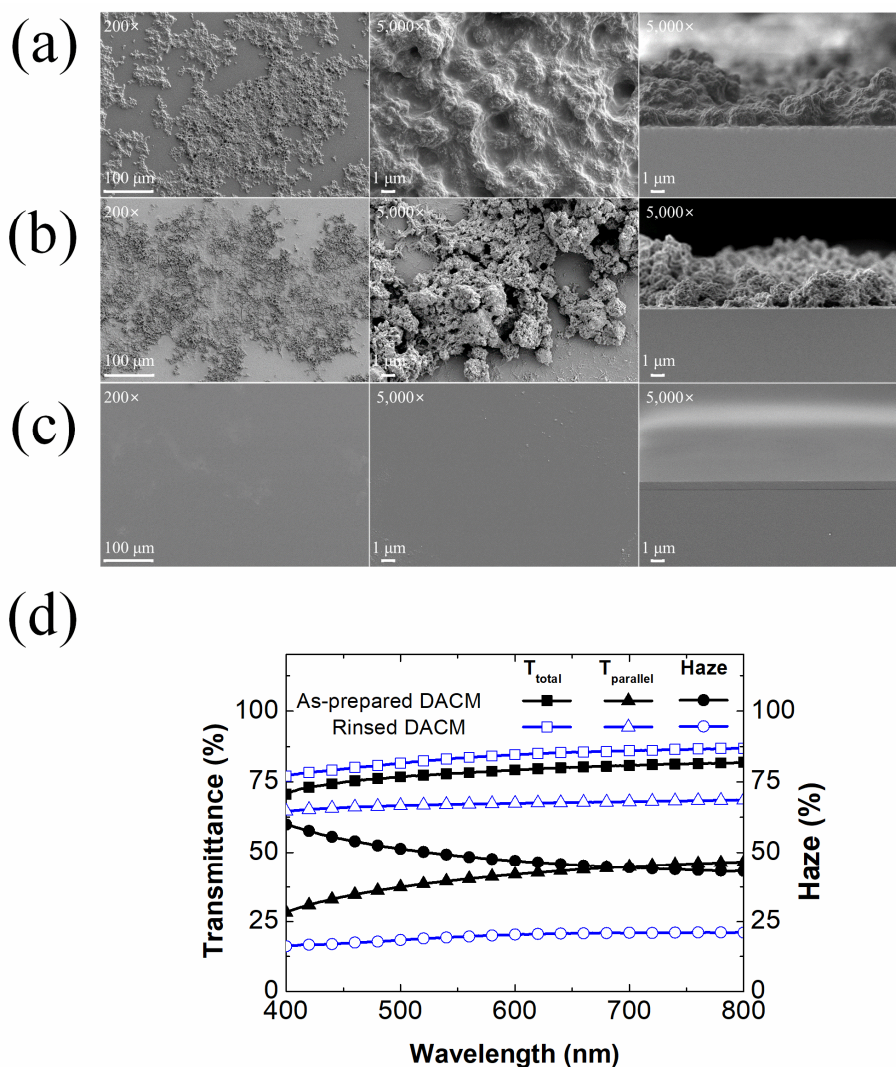 (a)
200×
5,000×
5,000×
100 μm
1 μm
1 μm
(b)
200×
5,000×
5,000×
100 μm
1 μm
1 μm
(c)
200×
5,000×
5,000×
100 μm
1 μm
1 μm
(d)
T total T parallel Haze
As-prepared DACM
Rinsed DACM
100
75
50
25
0
Transmittance (%)
100
75
50
25
0
Haze (%)
400 500 600 700 800
Wavelength (nm)